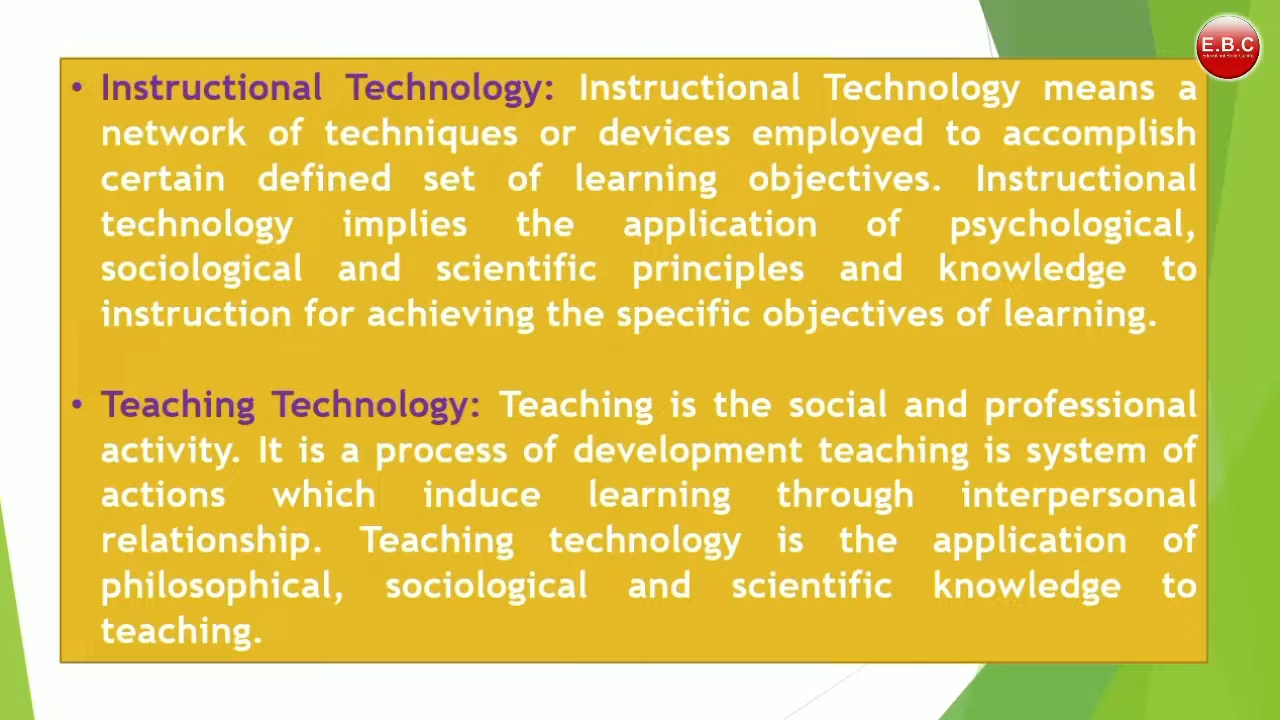 E.B.C
Educational Book Centre
• Instructional Technology: Instructional Technology means a
network of techniques or devices employed to accomplish
certain defined set of learning objectives. Instructional
technology implies the application of psychological,
sociological and scientific principles and knowledge to
instruction for achieving the specific objectives of learning.
• Teaching Technology: Teaching is the social and professional
activity. It is a process of development teaching is system of
actions which induce learning through interpersonal
relationship. Teaching technology is the application of
philosophical, sociological and scientific knowledge to
teaching.